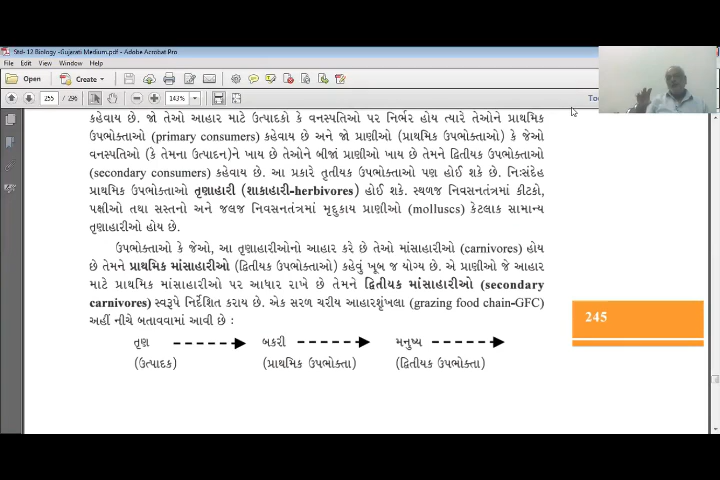 Std- 12 Biology -Gujarati Medium.pdf - Adobe Acrobat Pro
File Edit View Window Help
Open Create
255 / 296 143%
કહેવાય છે. જો તેઓ આહાર માટે ઉત્પાદકો કે વનસ્પતિઓ પર નિર્ભર હોય ત્યારે તેઓને પ્રાથમિક
ઉપભોક્તાઓ (primary consumers) કહેવાય છે અને જો પ્રાણીઓ (પ્રાથમિક ઉપભોક્તાઓ) કે જેઓ
વનસ્પતિઓ (કે તેમના ઉત્પાદન)ને ખાય છે તેઓને બીજાં પ્રાણીઓ ખાય છે તેમને દ્વિતીયક ઉપભોક્તાઓ
(secondary consumers) કહેવાય છે. આ પ્રકારે તૃતીયક ઉપભોક્તાઓ પણ હોઈ શકે છે. નિઃસંદેહ
પ્રાથમિક ઉપભોક્તાઓ તૃણાહારી (શાકાહારી-herbivores) હોઈ શકે. સ્થળજ નિવસનતંત્રમાં કીટકો,
પક્ષીઓ તથા સસ્તનો અને જલજ નિવસનતંત્રમાં મૃદુકાય પ્રાણીઓ (molluscs) કેટલાક સામાન્ય
તૃણાહારીઓ હોય છે.
ઉપભોક્તાઓ કે જેઓ, આ તૃણાહારીઓનો આહાર કરે છે તેઓ માંસાહારીઓ (carnivores) હોય
છે તેમને પ્રાથમિક માંસાહારીઓ (દ્વિતીયક ઉપભોક્તાઓ) કહેવું ખૂબ જ યોગ્ય છે. એ પ્રાણીઓ જે આહાર
માટે પ્રાથમિક માંસાહારીઓ પર આધાર રાખે છે તેમને દ્વિતીયક માંસાહારીઓ (secondary
carnivores) સ્વરૂપે નિર્દેશિત કરાય છે. એક સરળ ચરીય આહારશૃંખલા (grazing food chain-GFC)
અહીં નીચે બતાવવામાં આવી છે :
245
તૃણ બકરી મનુષ્ય
(ઉત્પાદક) (પ્રાથમિક ઉપભોક્તા) (દ્વિતીયક ઉપભોક્તા)